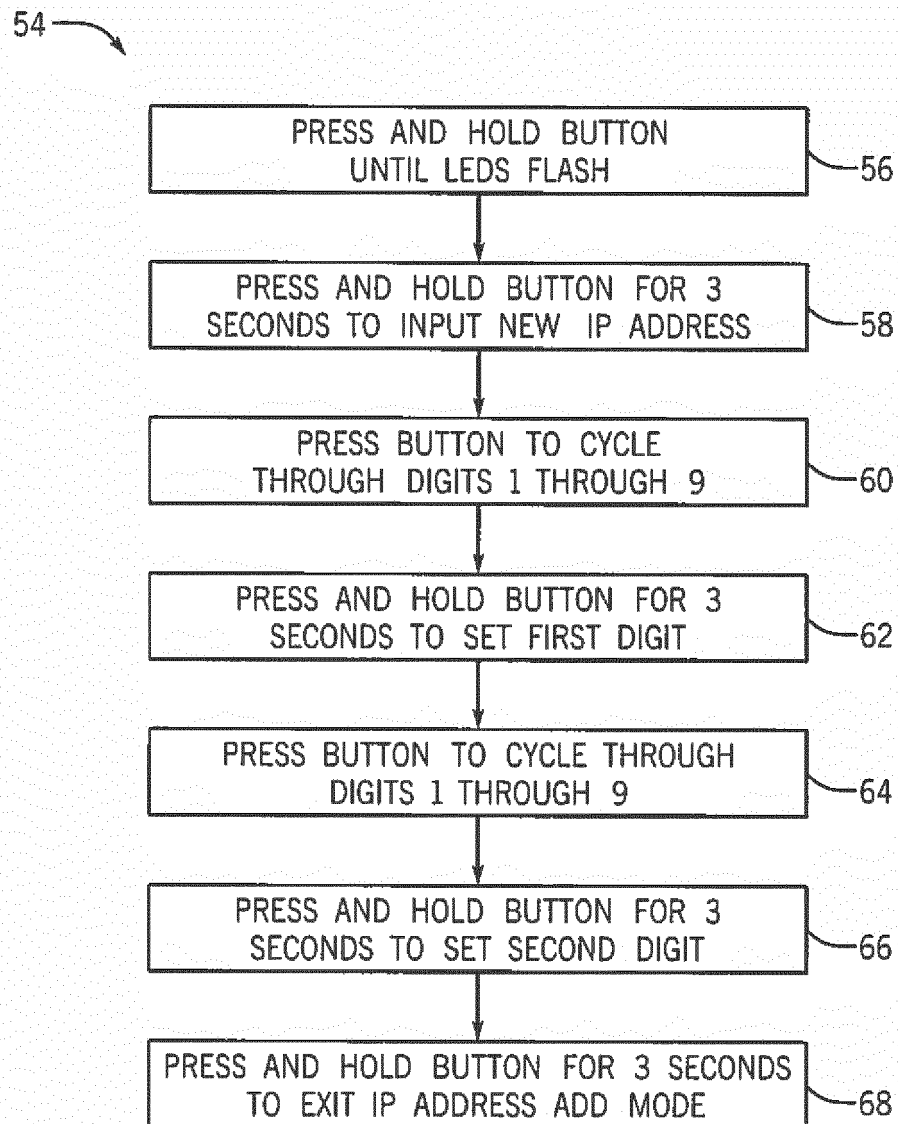 54
PRESS AND HOLD BUTTON
UNTIL LEDS FLASH
56
PRESS AND HOLD BUTTON FOR 3
SECONDS TO INPUT NEW IP ADDRESS
58
PRESS BUTTON TO CYCLE
THROUGH DIGITS 1 THROUGH 9
60
PRESS AND HOLD BUTTON FOR 3
SECONDS TO SET FIRST DIGIT
62
PRESS BUTTON TO CYCLE THROUGH
DIGITS 1 THROUGH 9
64
PRESS AND HOLD BUTTON FOR 3
SECONDS TO SET SECOND DIGIT
66
PRESS AND HOLD BUTTON FOR 3 SECONDS
TO EXIT IP ADDRESS ADD MODE
68